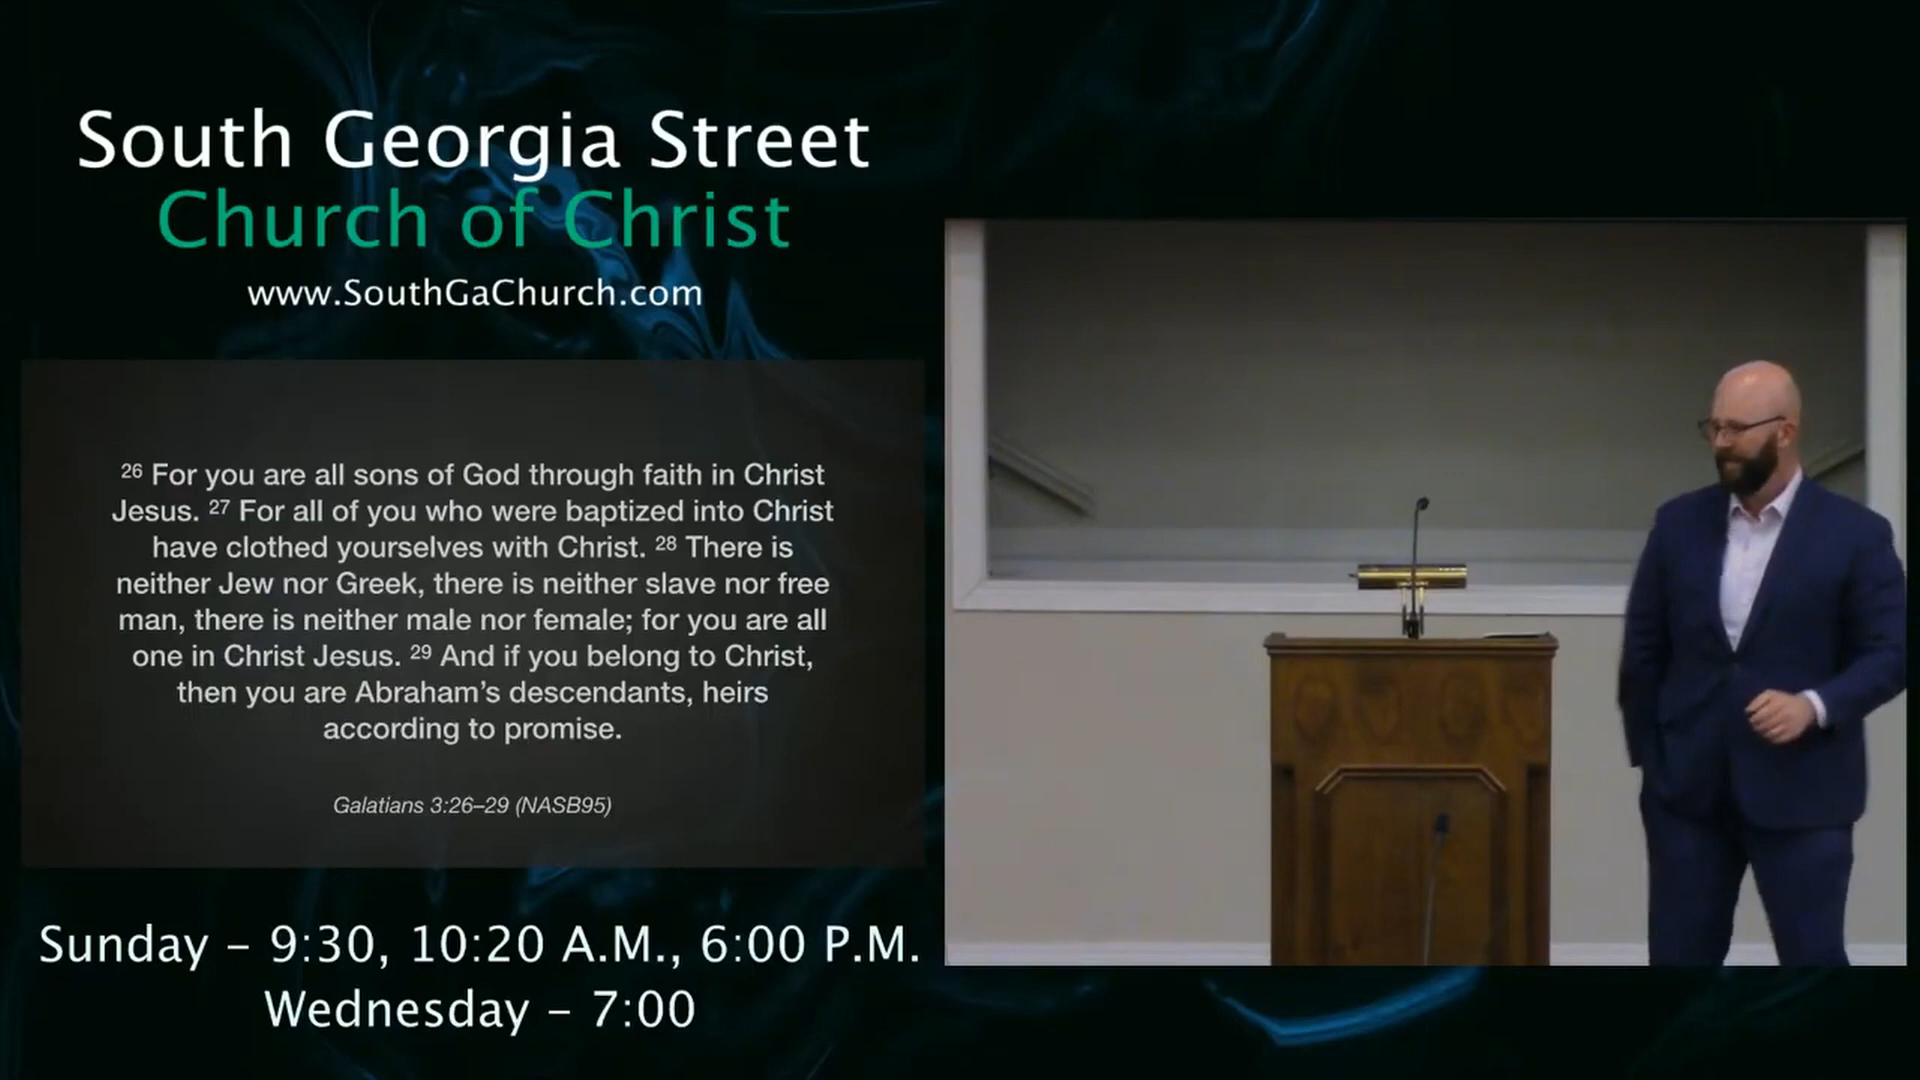 South Georgia Street
Church of Christ
www.SouthGaChurch.com
26 For you are all sons of God through faith in Christ
Jesus. 27 For all of you who were baptized into Christ
have clothed yourselves with Christ. 28 There is
neither Jew nor Greek, there is neither slave nor free
man, there is neither male nor female; for you are all
one in Christ Jesus. 29 And if you belong to Christ,
then you are Abraham’s descendants, heirs
according to promise.
Galatians 3:26–29 (NASB95)
Sunday – 9:30, 10:20 A.M., 6:00 P.M.
Wednesday – 7:00